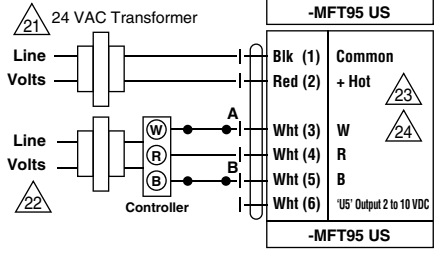 -MFT95 US
21 24 VAC Transformer
Line
Volts
Blk (1) Common
Red (2) + Hot
23
A
W
Wht (3) W
24
Line
Volts
R
Wht (4) R
B
B
Wht (5) B
22
Controller
Wht (6) 'U5' Output 2 to 10 VDC
-MFT95 US